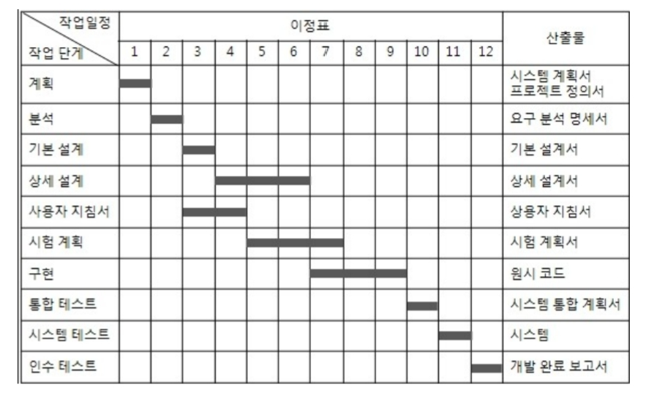 작업일정
작업 단계
이정표
산출물
1 2 3 4 5 6 7 8 9 10 11 12
계획
시스템 계획서
프로젝트 정의서
분석
요구 분석 명세서
기본 설계
기본 설계서
상세 설계
상세 설계서
사용자 지침서
상용자 지침서
시험 계획
시험 계획서
구현
원시 코드
통합 테스트
시스템 통합 계획서
시스템 테스트
시스템
인수 테스트
개발 완료 보고서